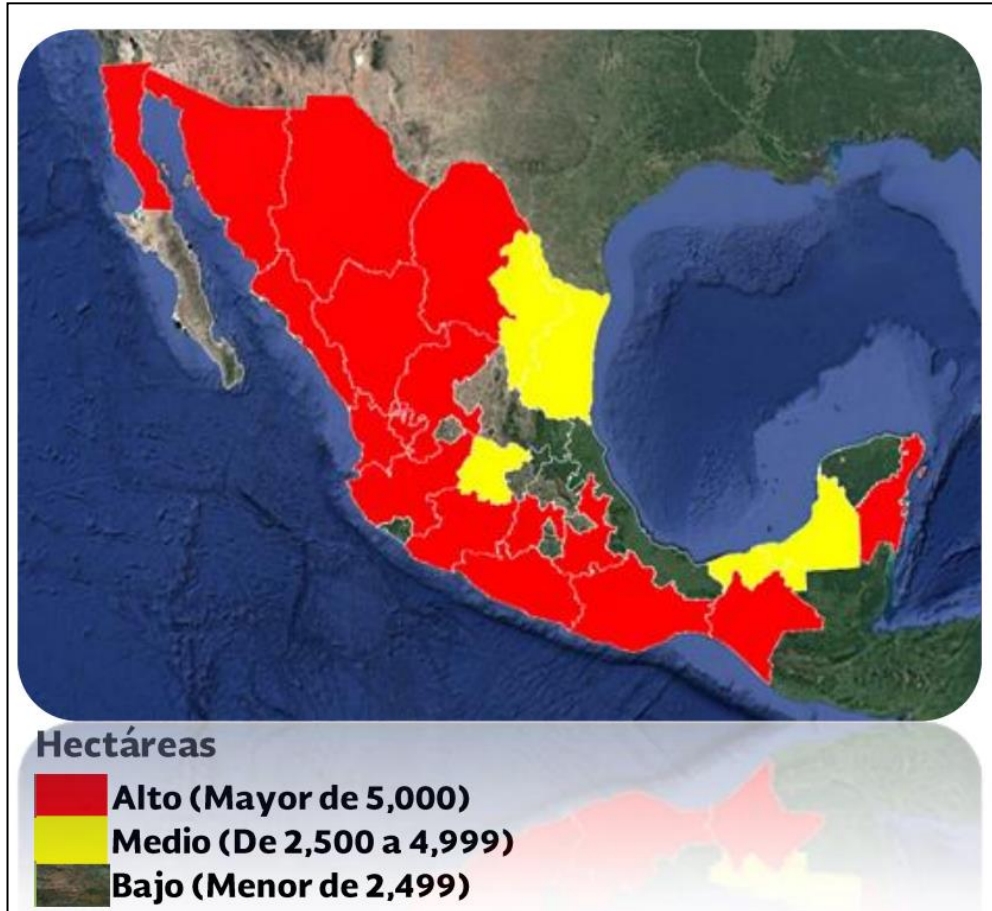 Hectáreas
Alto (Mayor de 5,000)
Medio (De 2,500 a 4,999)
Bajo (Menor de 2,499)